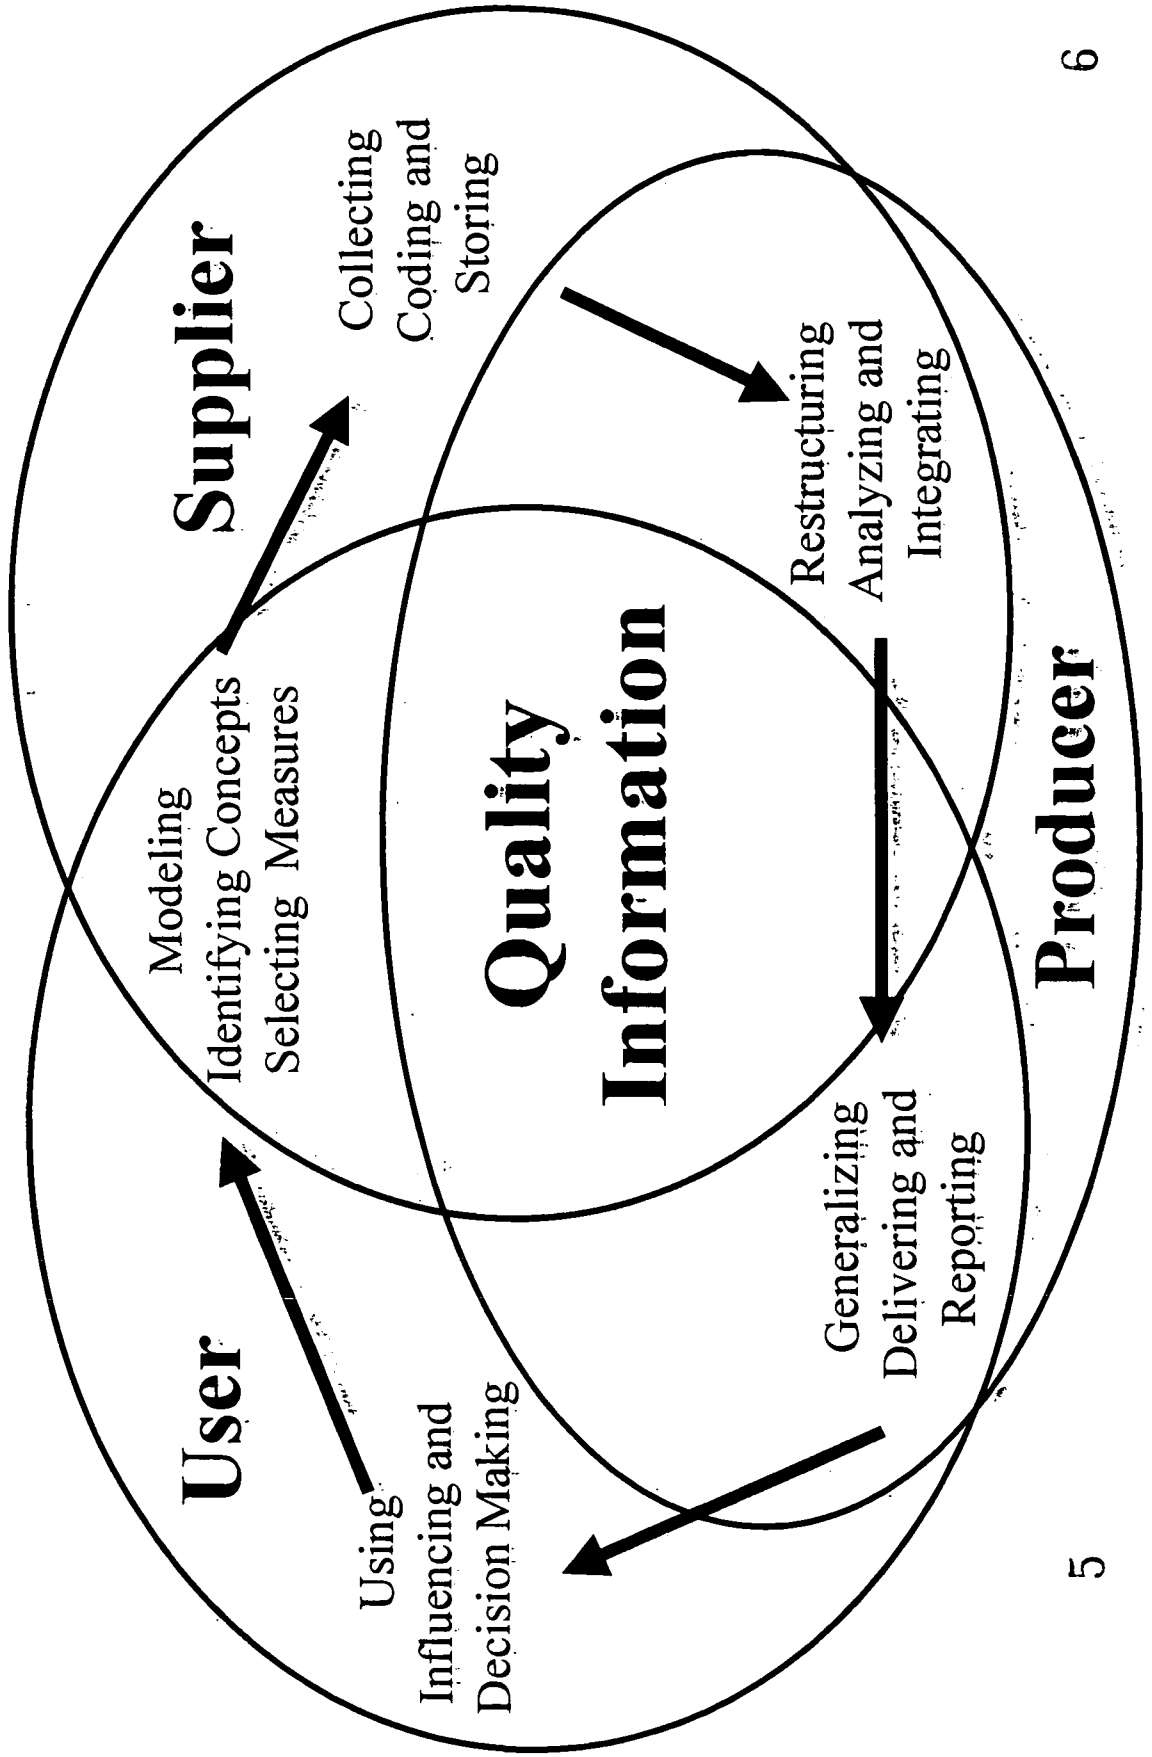 User
Supplier
Modeling
Identifying Concepts
Selecting Measures
Using
Influencing and
Decision Making
Collecting
Coding and
Storing
Quality
Information
Generalizing
Delivering and
Reporting
Restructuring
Analyzing and
Integrating
Producer
5
6